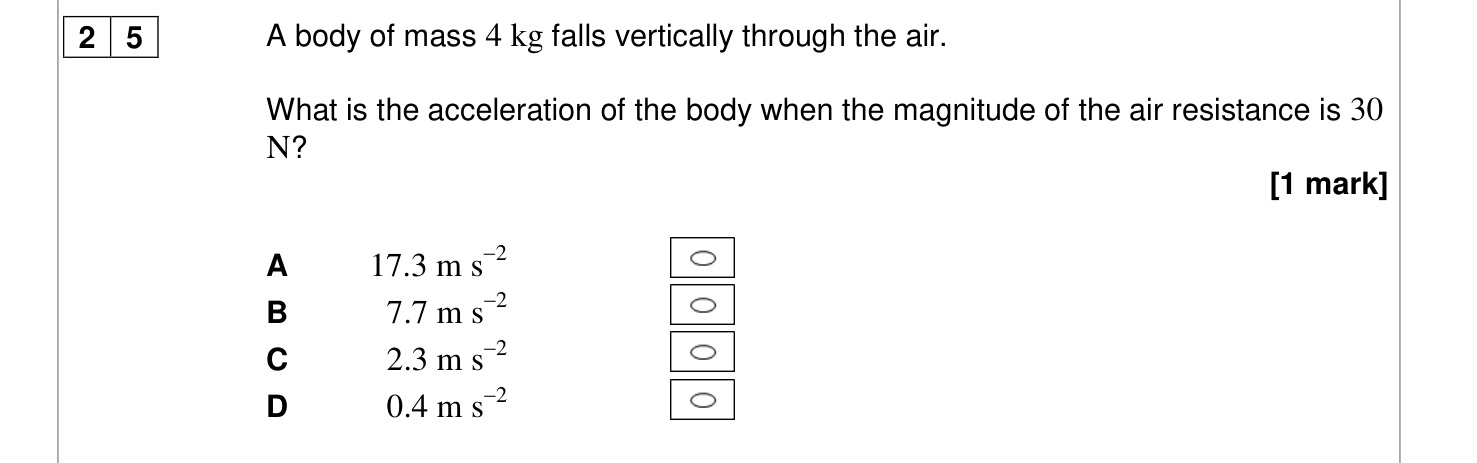 2 5 A body of mass 4 kg falls vertically through the air.
What is the acceleration of the body when the magnitude of the air resistance is 30
N?
[1 mark]
A 17.3 m s⁻²
B 7.7 m s⁻²
C 2.3 m s⁻²
D 0.4 m s⁻²